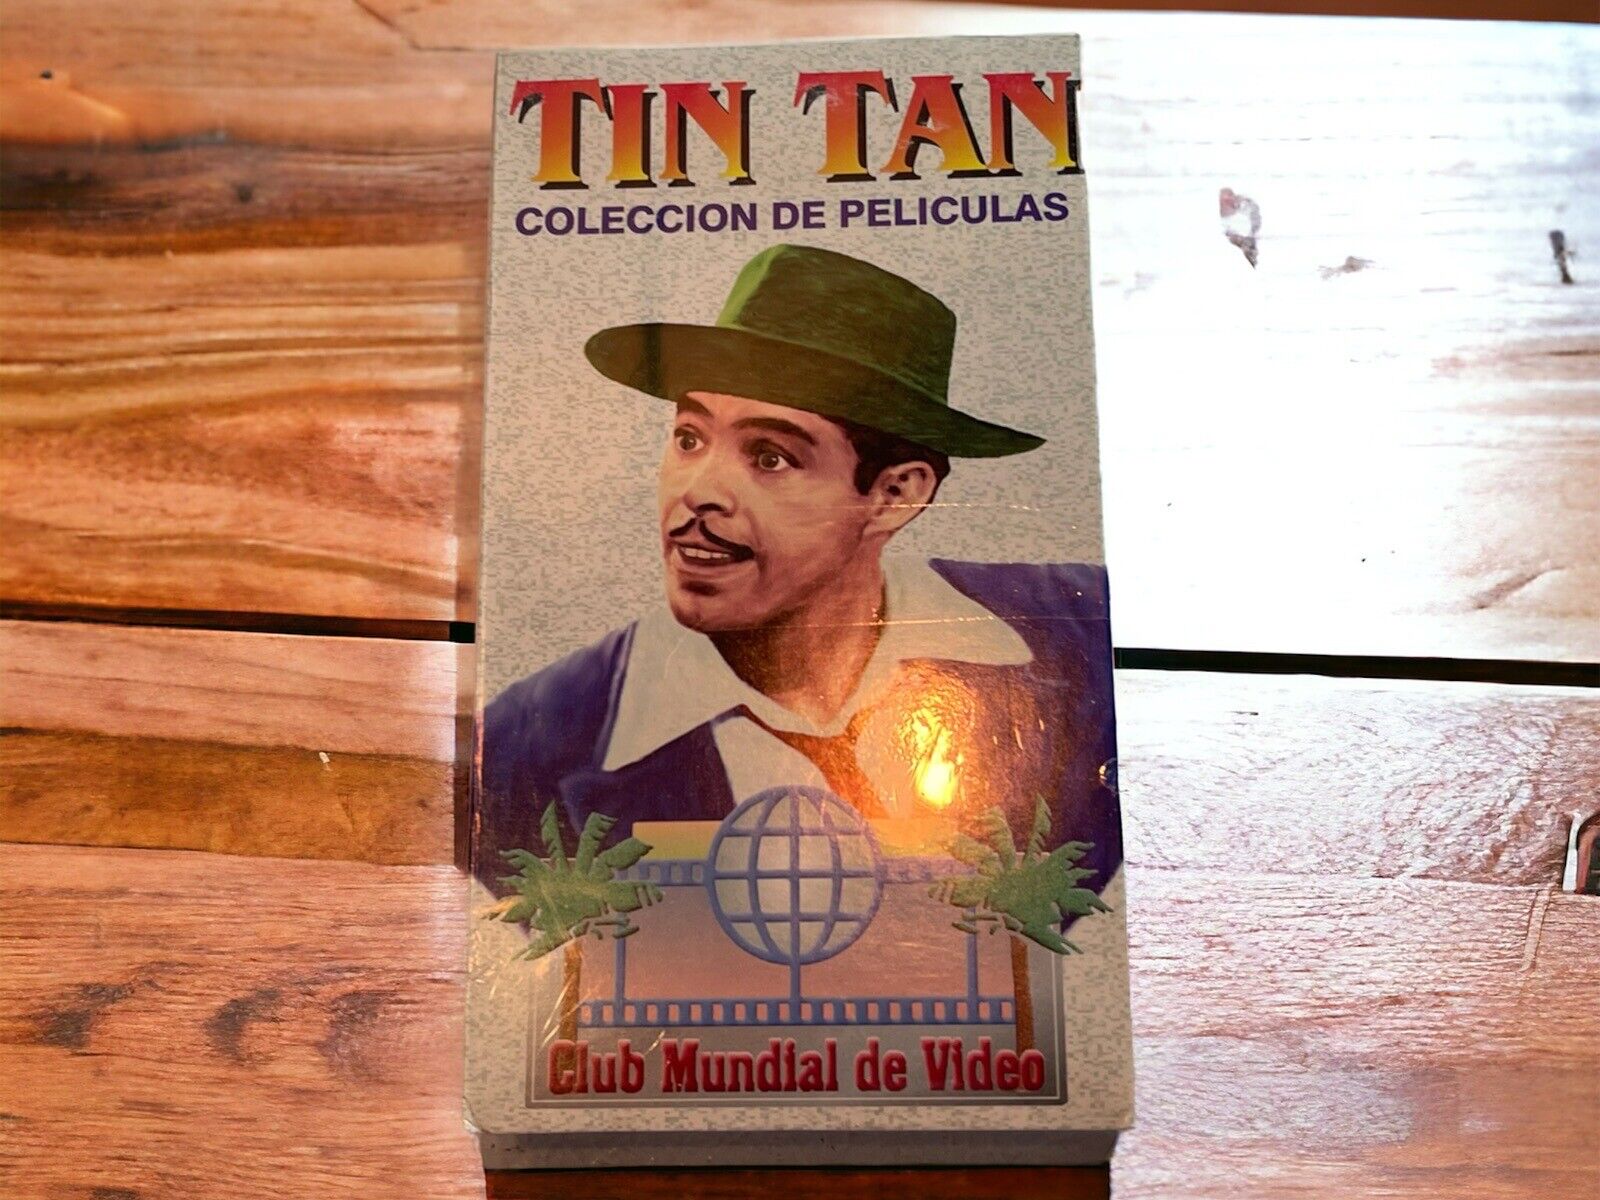 TIN TAN
COLECCION DE PELICULAS
Club Mundial de Video